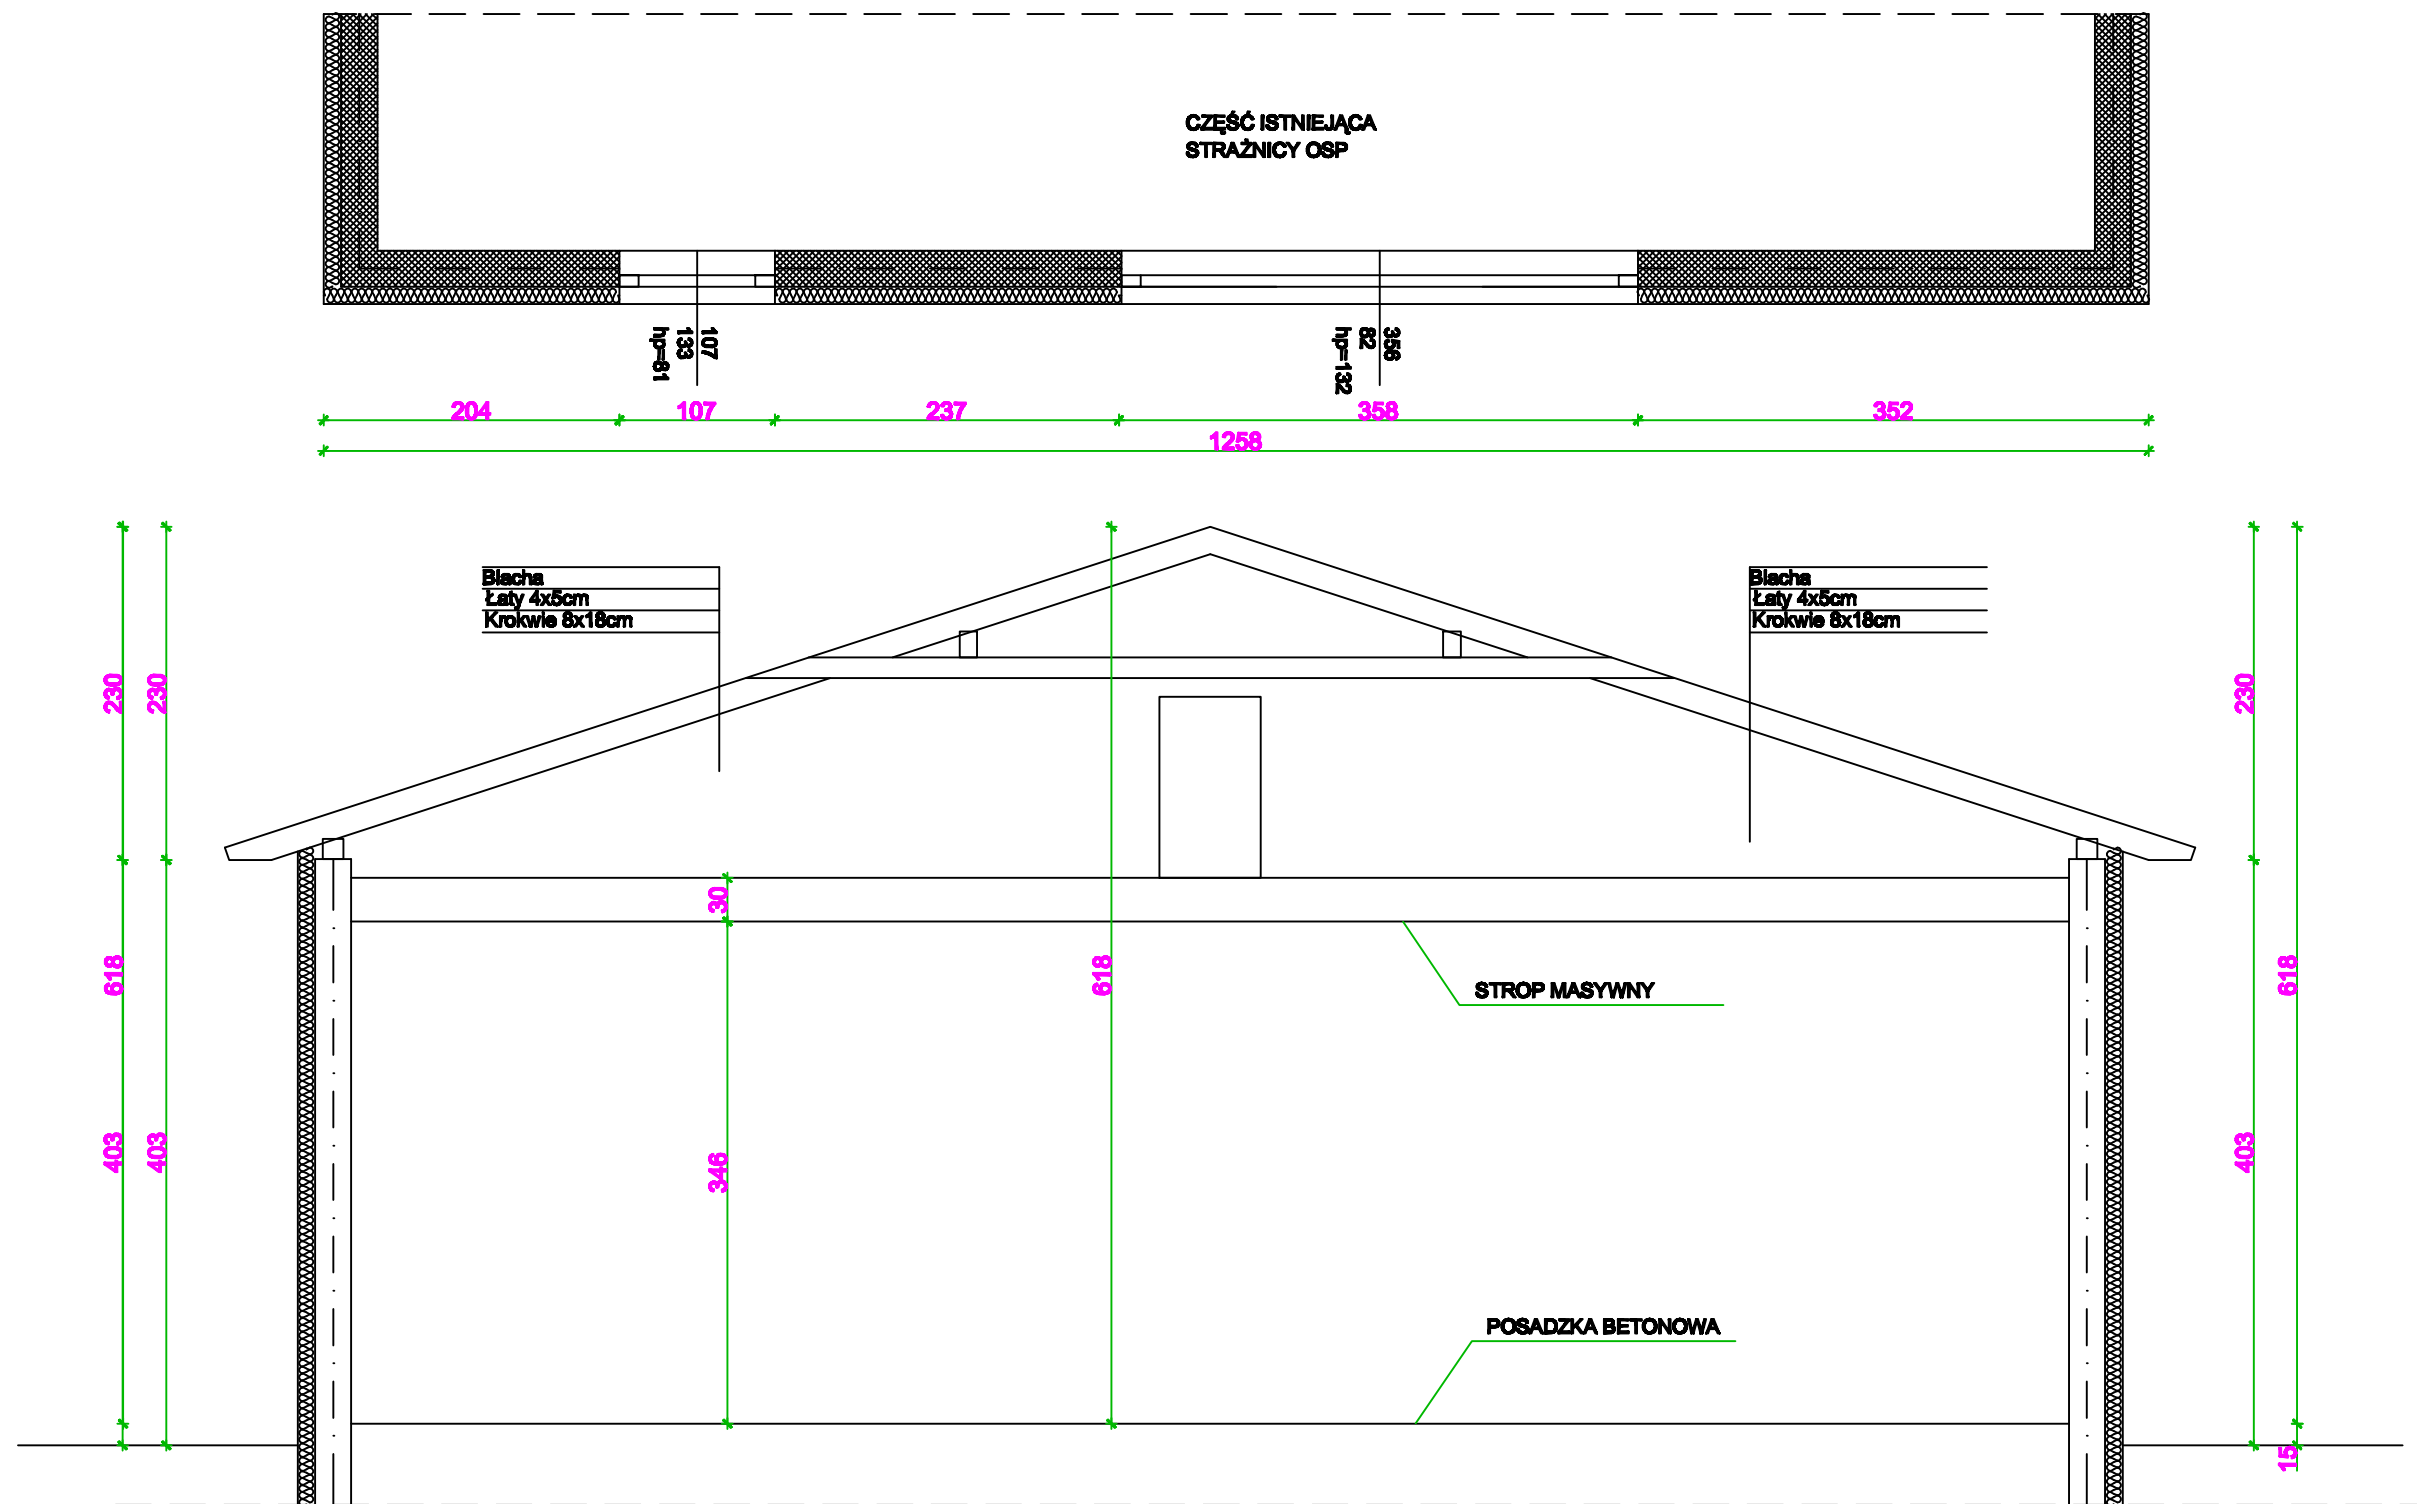 CZĘŚĆ ISTNIEJĄCA
STRAŻNICY OSP
107
133
hp=81
356
82
hp=132
204
107
237
358
352
1258
Blacha
Łaty 4x5cm
Krokwie 8x18cm
Blacha
Łaty 4x5cm
Krokwie 8x18cm
230
230
230
30
618
618
618
STROP MASYWNY
403
403
346
403
POSADZKA BETONOWA
15